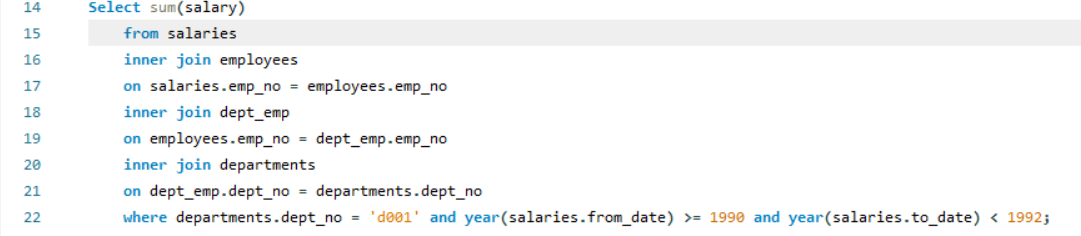 14 Select sum(salary)
15 from salaries
16 inner join employees
17 on salaries.emp_no = employees.emp_no
18 inner join dept_emp
19 on employees.emp_no = dept_emp.emp_no
20 inner join departments
21 on dept_emp.dept_no = departments.dept_no
22 where departments.dept_no = 'd001' and year(salaries.from_date) >= 1990 and year(salaries.to_date) < 1992;